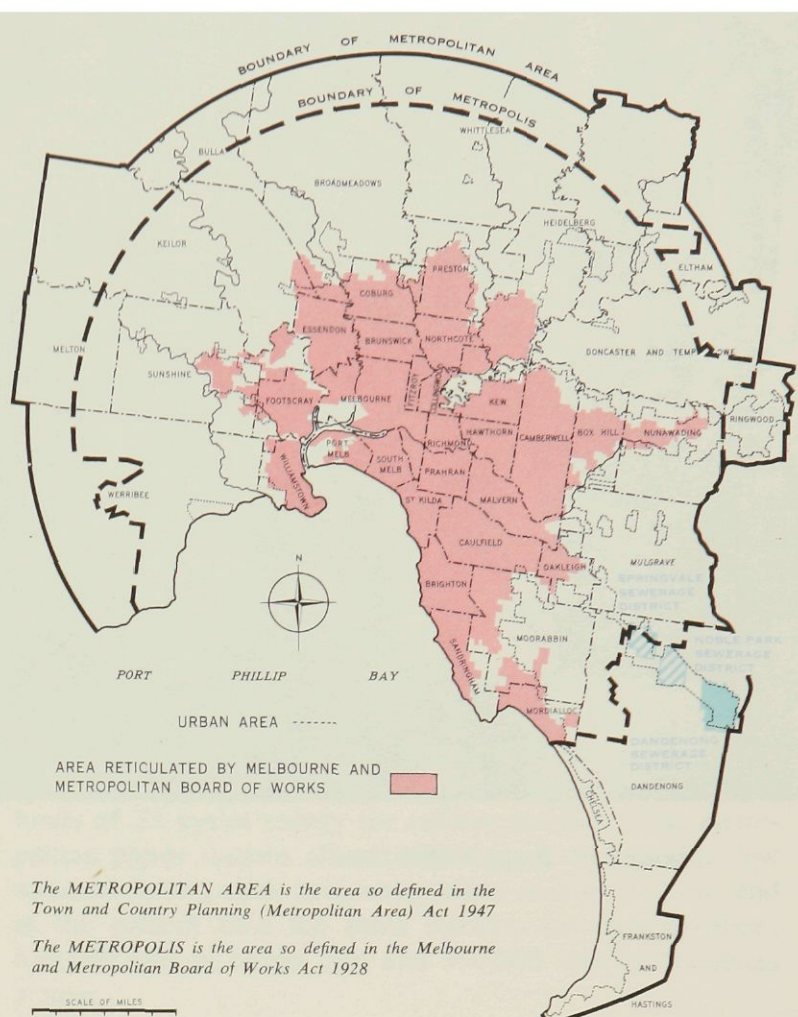 BOUNDARY OF METROPOLITAN AREA
BOUNDARY OF METROPOLIS
WHITTLESEA
BULLA
BROADMEADOWS
HEIDELBERG
KEILOR
PRESTON
ELTHAM
COBURG
ESSENDON
BRUNSWICK
NORTHCOTE
MELTON
DONCASTER AND TEMPLESTOWE
SUNSHINE
FITZROY
COLLINGWOOD
FOOTSCRAY
MELBOURNE
KEW
RINGWOOD
HAWTHORN
CAMBERWELL
BOX HILL
NUNAWADING
PORT
MELB
RICHMOND
SOUTH
MELB
PRAHRAN
WILLIAMSTOWN
WERRIBEE
ST KILDA
MALVERN
CAULFIELD
OAKLEIGH
MULGRAVE
SPRINGVALE
SEWERAGE
DISTRICT
N
BRIGHTON
MOORABBIN
NOBLE PARK
SEWERAGE
DISTRICT
SANDRINGHAM
PORT PHILLIP BAY
MORDIALLOC
URBAN AREA
DANDENONG
SEWERAGE
DISTRICT
AREA RETICULATED BY MELBOURNE AND
METROPOLITAN BOARD OF WORKS
DANDENONG
CHELSEA
The METROPOLITAN AREA is the area so defined in the
Town and Country Planning (Metropolitan Area) Act 1947
The METROPOLIS is the area so defined in the Melbourne
and Metropolitan Board of Works Act 1928
FRANKSTON
AND
HASTINGS
SCALE OF MILES